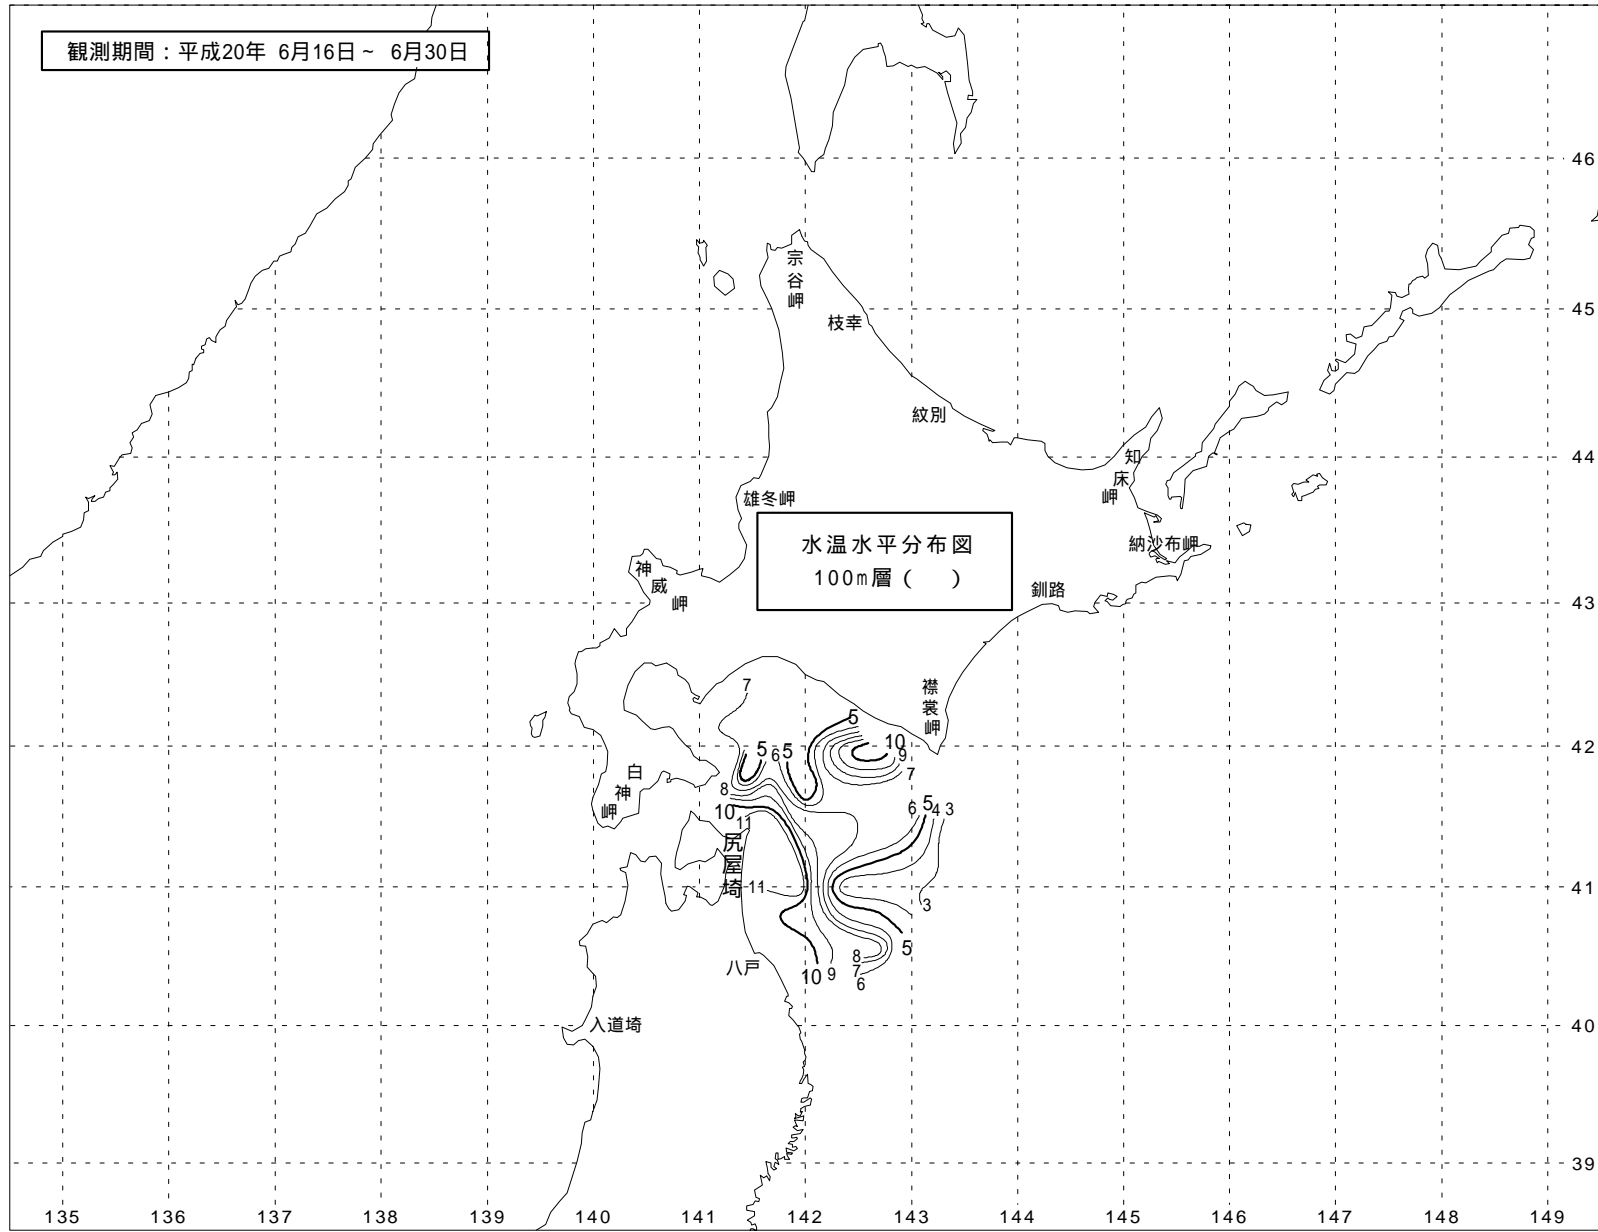 観測期間：平成20年 6月16日~ 6月30日
46
宗谷岬
45
枝幸
紋別
44
知床岬
雄冬岬
水温水平分布図
100m層（　）
納沙布岬
神威岬
釧路
43
7
襟裳岬
5
10
9
7
5 6 5
42
白神岬
8
10
11
6 5 4 3
尻屋埼
11
41
3
5
八戸
10 9
8
7
6
入道埼
40
39
135 136 137 138 139 140 141 142 143 144 145 146 147 148 149